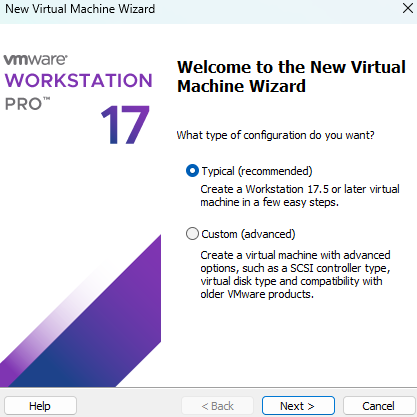 New Virtual Machine Wizard
vmware
WORKSTATION
PRO™
17
Welcome to the New Virtual
Machine Wizard
What type of configuration do you want?
Typical (recommended)
Create a Workstation 17.5 or later virtual
machine in a few easy steps.
Custom (advanced)
Create a virtual machine with advanced
options, such as a SCSI controller type,
virtual disk type and compatibility with
older VMware products.
Help
< Back
Next >
Cancel